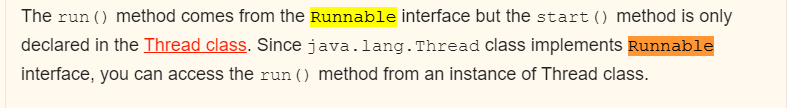 The run() method comes from the Runnable interface but the start() method is only
declared in the Thread class. Since java.lang.Thread class implements Runnable
interface, you can access the run() method from an instance of Thread class.